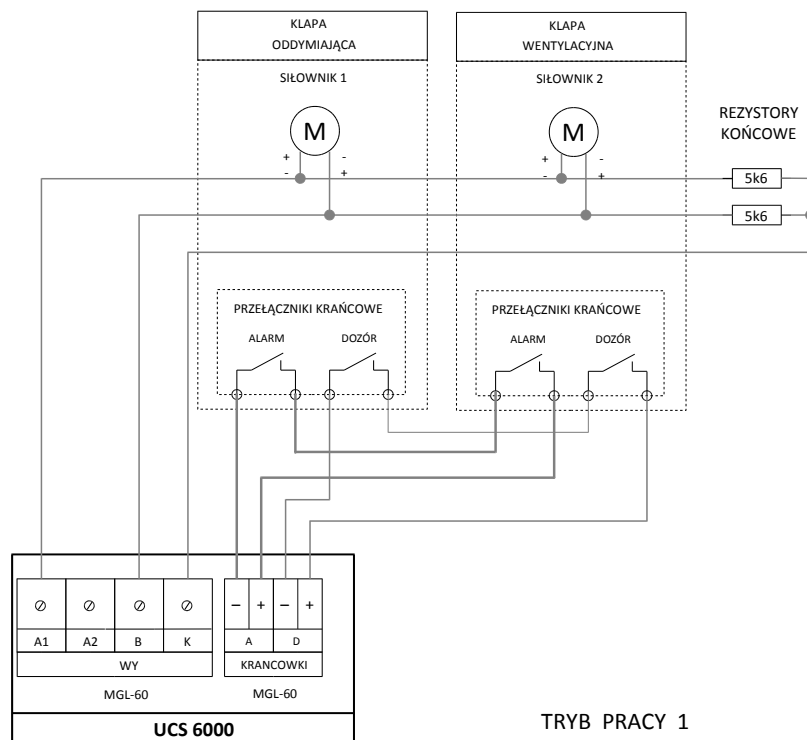 KLAPA
ODDYMIAJĄCA
KLAPA
WENTYLACYJNA
SIŁOWNIK 1
SIŁOWNIK 2
REZYSTORY
KOŃCOWE
M
M
+ -
- +
+ -
- +
5k6
5k6
PRZEŁĄCZNIKI KRAŃCOWE
PRZEŁĄCZNIKI KRAŃCOWE
ALARM DOZÓR
ALARM DOZÓR
– + – +
A1 A2 B K
A D
WY
KRANCOWKI
MGL-60
MGL-60
UCS 6000
TRYB PRACY 1